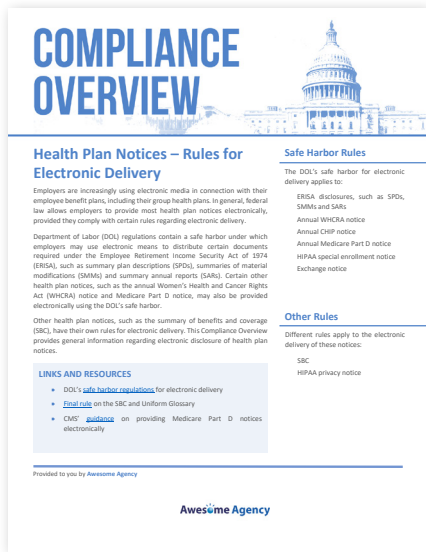 COMPLIANCE
OVERVIEW
Health Plan Notices – Rules for
Electronic Delivery
Employers are increasingly using electronic media in connection with their
employee benefit plans, including their group health plans. In general, federal
law allows employers to provide most health plan notices electronically,
provided they comply with certain rules regarding electronic delivery.
Department of Labor (DOL) regulations contain a safe harbor under which
employers may use electronic means to distribute certain documents
required under the Employee Retirement Income Security Act of 1974
(ERISA), such as summary plan descriptions (SPDs), summaries of material
modifications (SMMs) and summary annual reports (SARs). Certain other
health plan notices, such as the annual Women's Health and Cancer Rights
Act (WHCRA) notice and Medicare Part D notice, may also be provided
electronically using the DOL's safe harbor.
Other health plan notices, such as the summary of benefits and coverage
(SBC), have their own rules for electronic delivery. This Compliance Overview
provides general information regarding electronic disclosure of health plan
notices.
LINKS AND RESOURCES
• DOL's safe harbor regulations for electronic delivery
• Final rule on the SBC and Uniform Glossary
• CMS' guidance on providing Medicare Part D notices
electronically
Safe Harbor Rules
The DOL's safe harbor for electronic
delivery applies to:
ERISA disclosures, such as SPDs,
SMMs and SARs
Annual WHCRA notice
Annual CHIP notice
Annual Medicare Part D notice
HIPAA special enrollment notice
Exchange notice
Other Rules
Different rules apply to the electronic
delivery of these notices:
SBC
HIPAA privacy notice
Provided to you by Awesome Agency
Awesome Agency